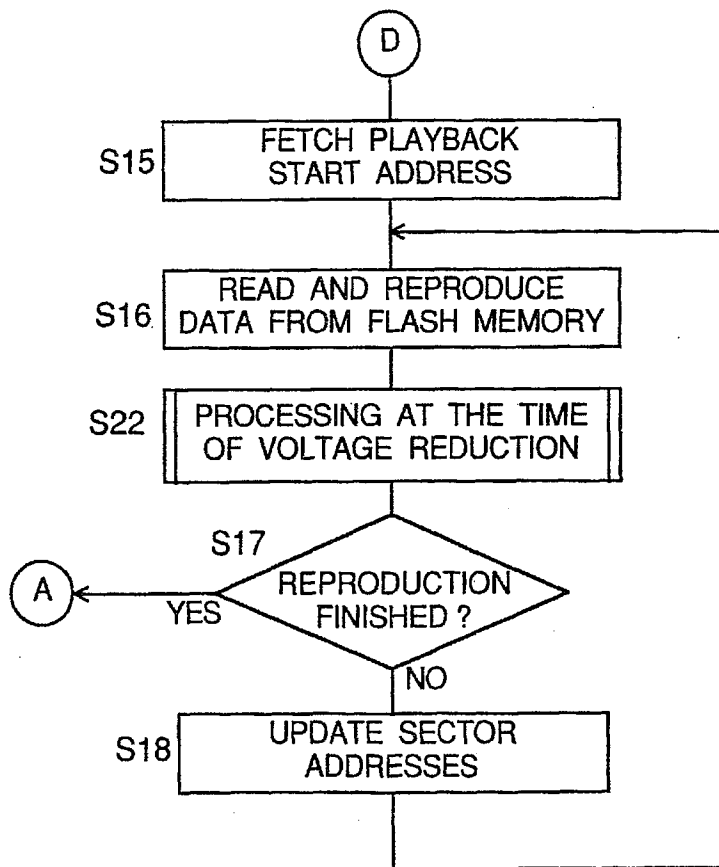 D
S15
FETCH PLAYBACK
START ADDRESS
S16
READ AND REPRODUCE
DATA FROM FLASH MEMORY
S22
PROCESSING AT THE TIME
OF VOLTAGE REDUCTION
S17
REPRODUCTION
FINISHED ?
A
YES
NO
S18
UPDATE SECTOR
ADDRESSES